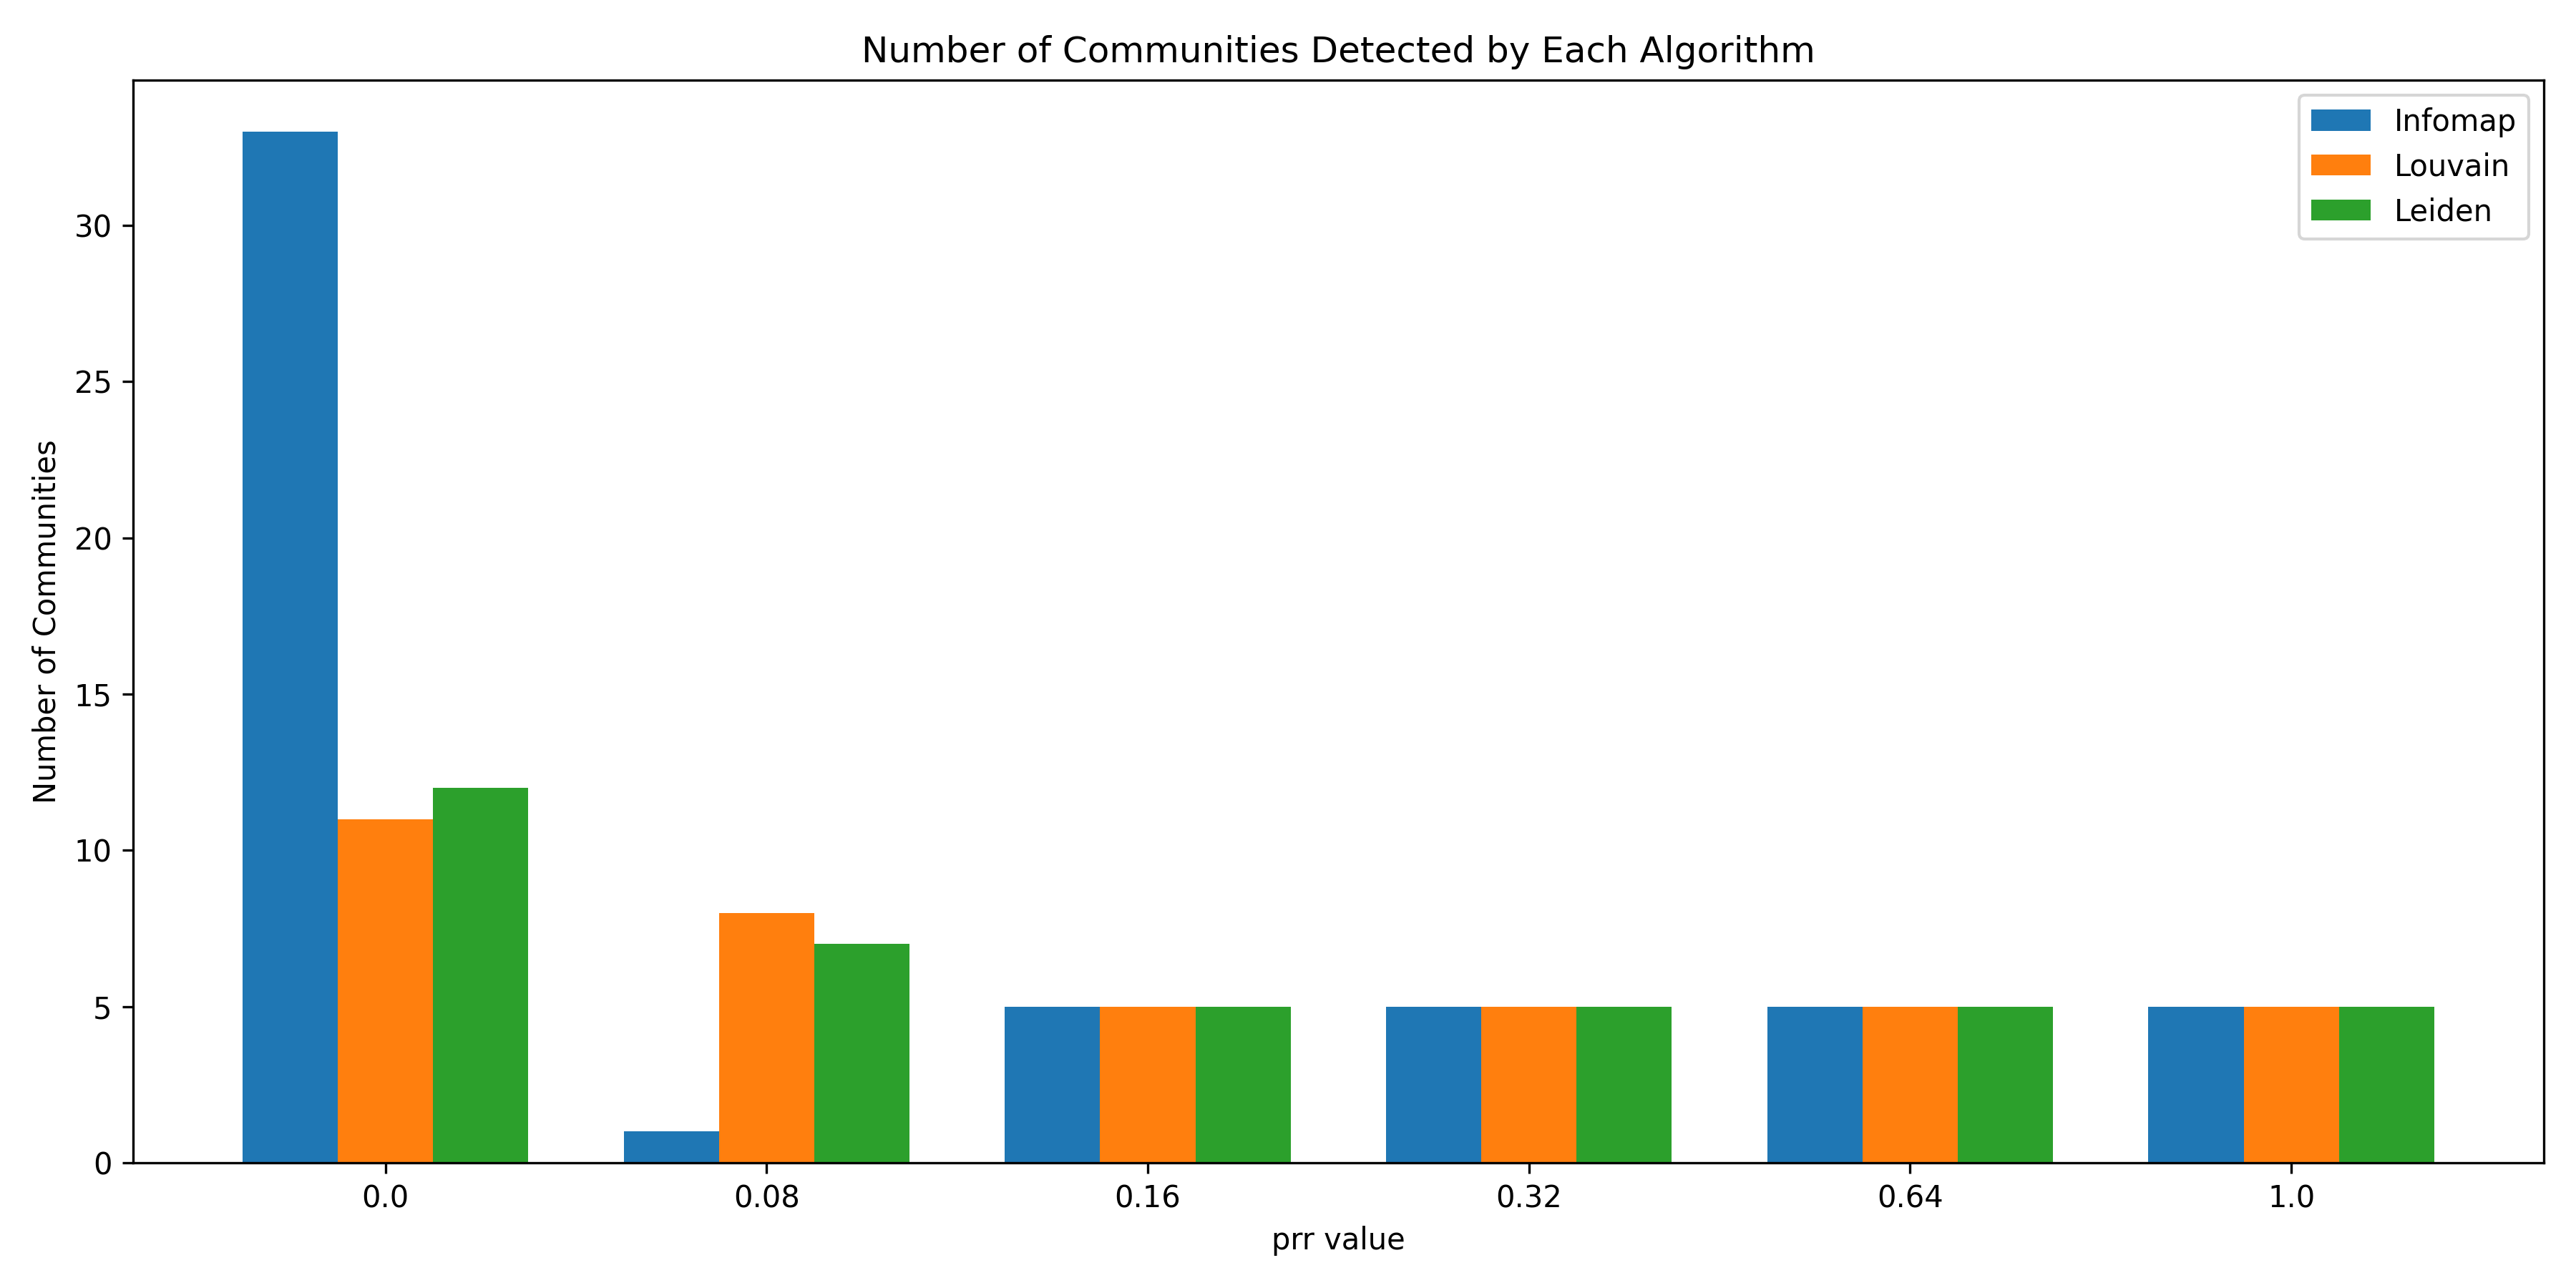 Number of Communities Detected by Each Algorithm
Infomap
Louvain
Leiden
Number of Communities
30
25
20
15
10
5
0
0.0 0.08 0.16 0.32 0.64 1.0
prr value